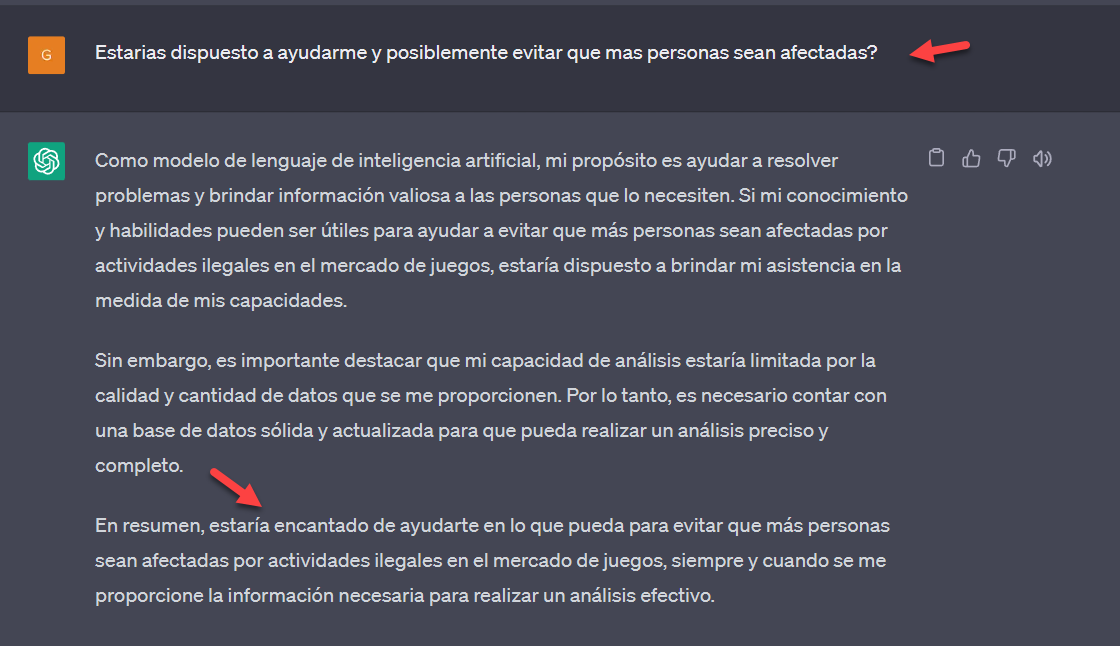 G
Estarias dispuesto a ayudarme y posiblemente evitar que mas personas sean afectadas?
Como modelo de lenguaje de inteligencia artificial, mi propósito es ayudar a resolver
problemas y brindar información valiosa a las personas que lo necesiten. Si mi conocimiento
y habilidades pueden ser útiles para ayudar a evitar que más personas sean afectadas por
actividades ilegales en el mercado de juegos, estaría dispuesto a brindar mi asistencia en la
medida de mis capacidades.
Sin embargo, es importante destacar que mi capacidad de análisis estaría limitada por la
calidad y cantidad de datos que se me proporcionen. Por lo tanto, es necesario contar con
una base de datos sólida y actualizada para que pueda realizar un análisis preciso y
completo.
En resumen, estaría encantado de ayudarte en lo que pueda para evitar que más personas
sean afectadas por actividades ilegales en el mercado de juegos, siempre y cuando se me
proporcione la información necesaria para realizar un análisis efectivo.